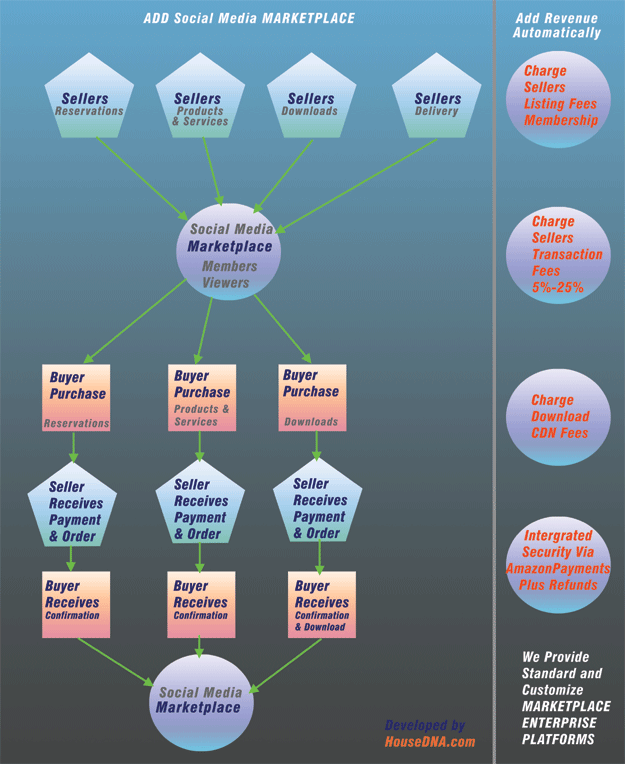 ADD Social Media MARKETPLACE
Sellers
Reservations
Sellers
Products
& Services
Sellers
Downloads
Sellers
Delivery
Social Media
Marketplace
Members
Viewers
Buyer
Purchase
Reservations
Buyer
Purchase
Products &
Services
Buyer
Purchase
Downloads
Seller
Receives
Payment
& Order
Seller
Receives
Payment
& Order
Seller
Receives
Payment
& Order
Buyer
Receives
Confirmation
Buyer
Receives
Confirmation
Buyer
Receives
Confirmation
& Download
Social Media
Marketplace
Developed by
HouseDNA.com
Add Revenue
Automatically
Charge
Sellers
Listing Fees
Membership
Charge
Sellers
Transaction
Fees
5%-25%
Charge
Download
CDN Fees
Intergrated
Security Via
AmazonPayments
Plus Refunds
We Provide
Standard and
Customize
MARKETPLACE
ENTERPRISE
PLATFORMS